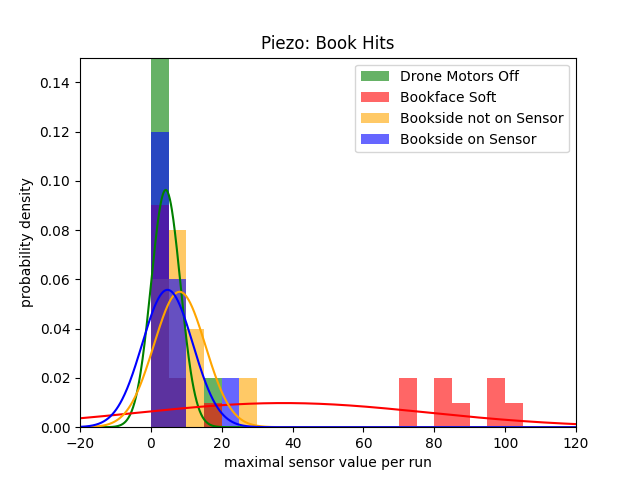 Piezo: Book Hits
Drone Motors Off
Bookface Soft
Bookside not on Sensor
Bookside on Sensor
probability density
0.14
0.12
0.10
0.08
0.06
0.04
0.02
0.00
−20
0
20
40
60
80
100
120
maximal sensor value per run